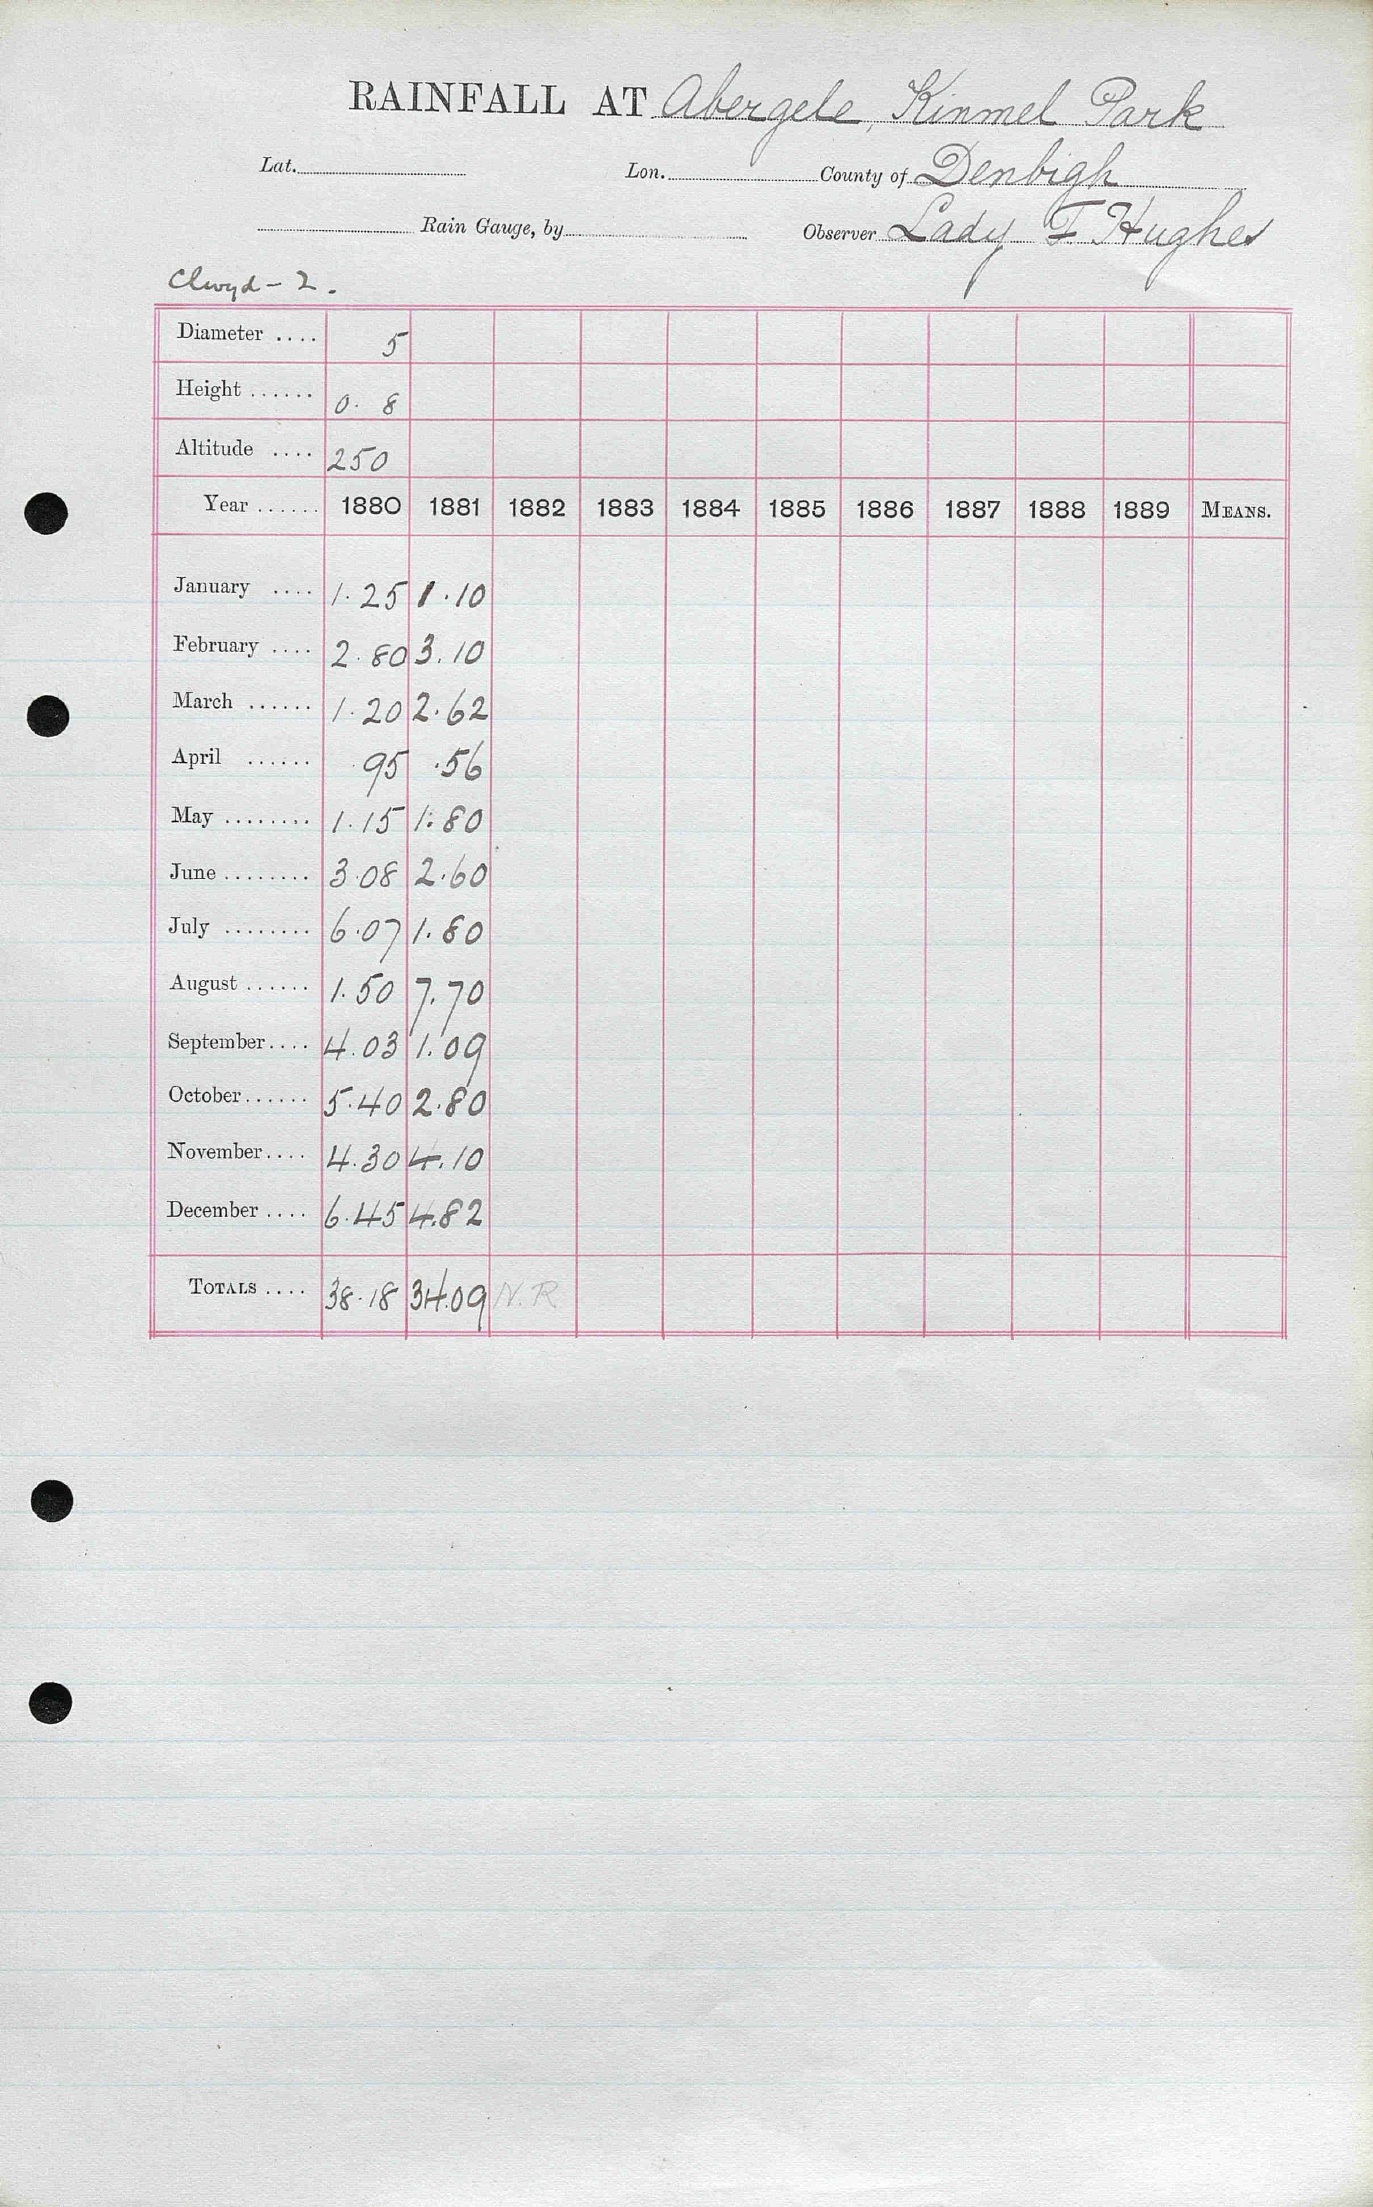 RAINFALL AT Abergele, Kinmel Park
Lat. Lon. County of Denbigh
Rain Gauge, by Observer Lady F. Hughes
Clwyd - 2.
Diameter .... 5
Height ...... 0. 8
Altitude .... 250
Year ...... 1880 1881 1882 1883 1884 1885 1886 1887 1888 1889 MEANS.
January .... 1.25 1.10
February .... 2.80 3.10
March ...... 1.20 2.62
April ...... .95 .56
May ........ 1.15 1.80
June ........ 3.08 2.60
July ........ 6.07 1.80
August ...... 1.50 7.70
September.... 4.03 1.09
October...... 5.40 2.80
November.... 4.30 4.10
December .... 6.45 4.82
TOTALS .... 38.18 34.09 N.R